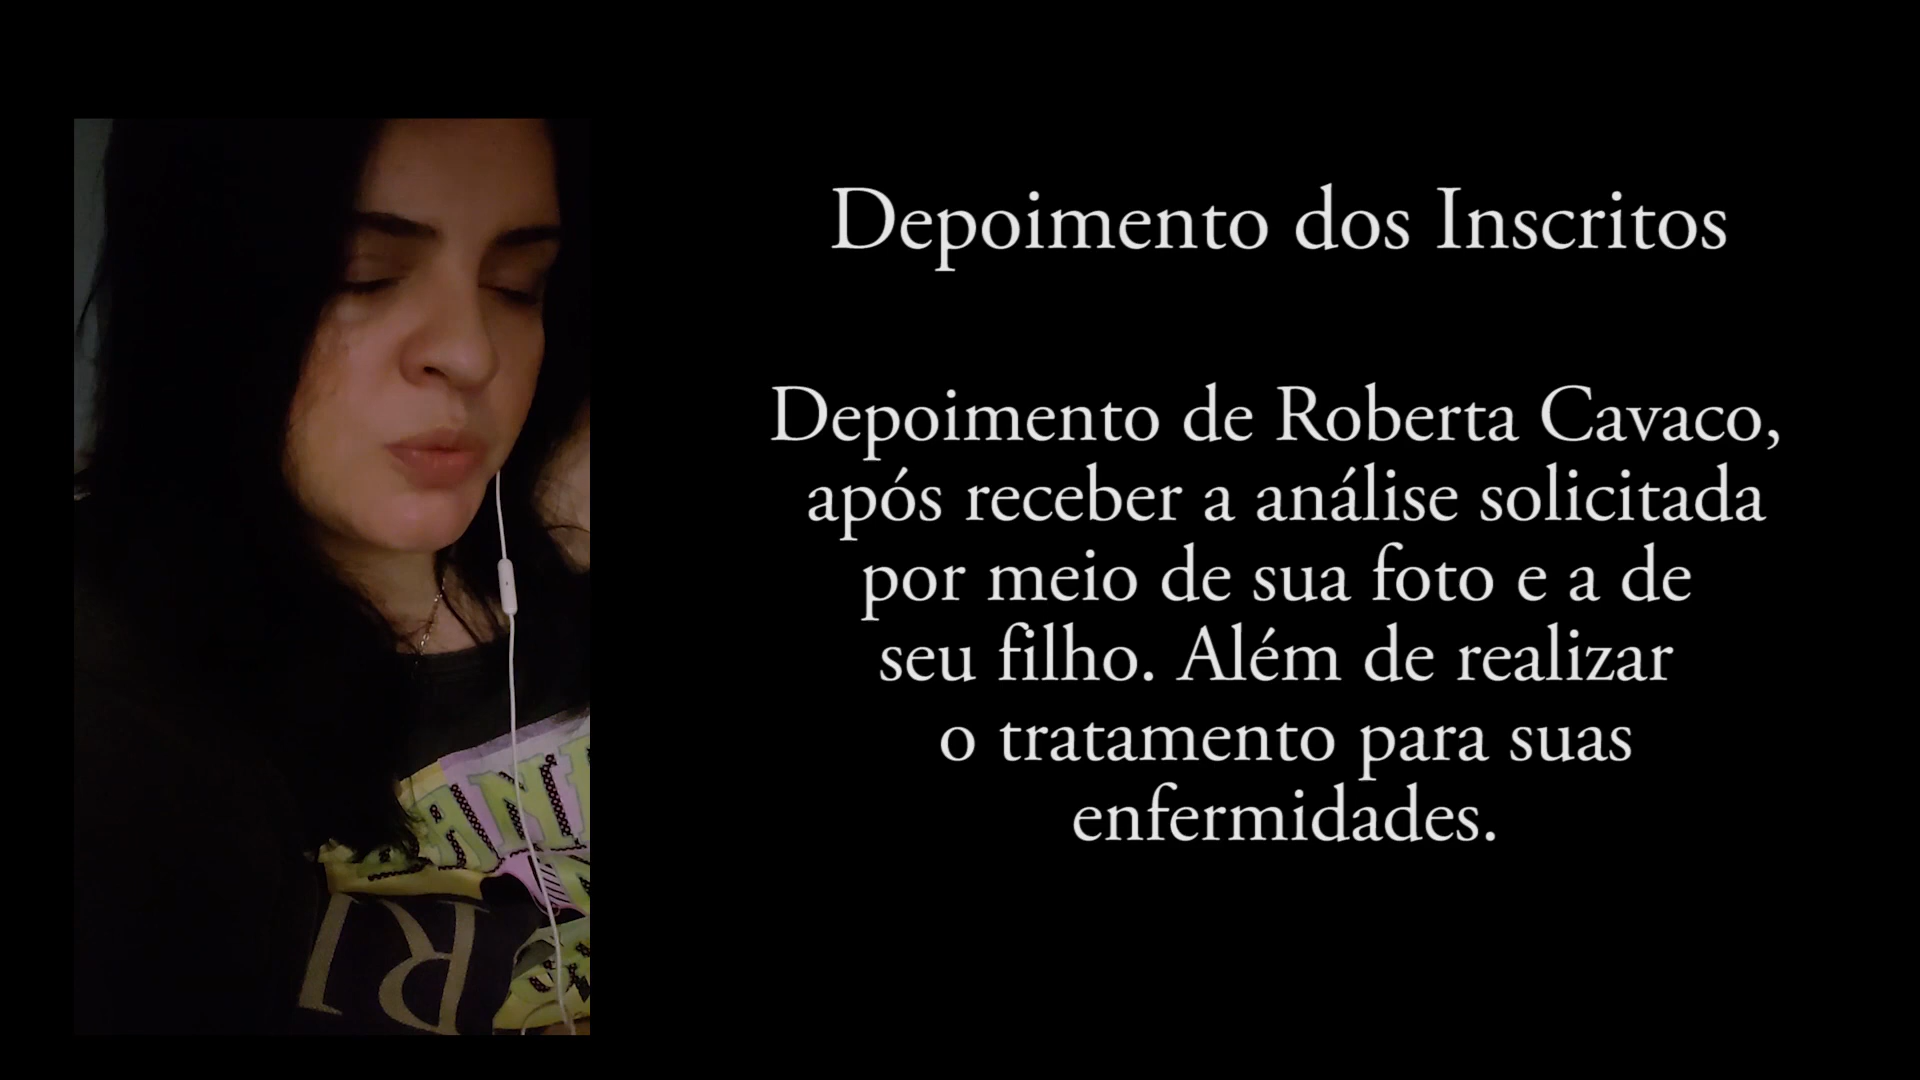 Depoimento dos Inscritos
Depoimento de Roberta Cavaco,
após receber a análise solicitada
por meio de sua foto e a de
seu filho. Além de realizar
o tratamento para suas
enfermidades.